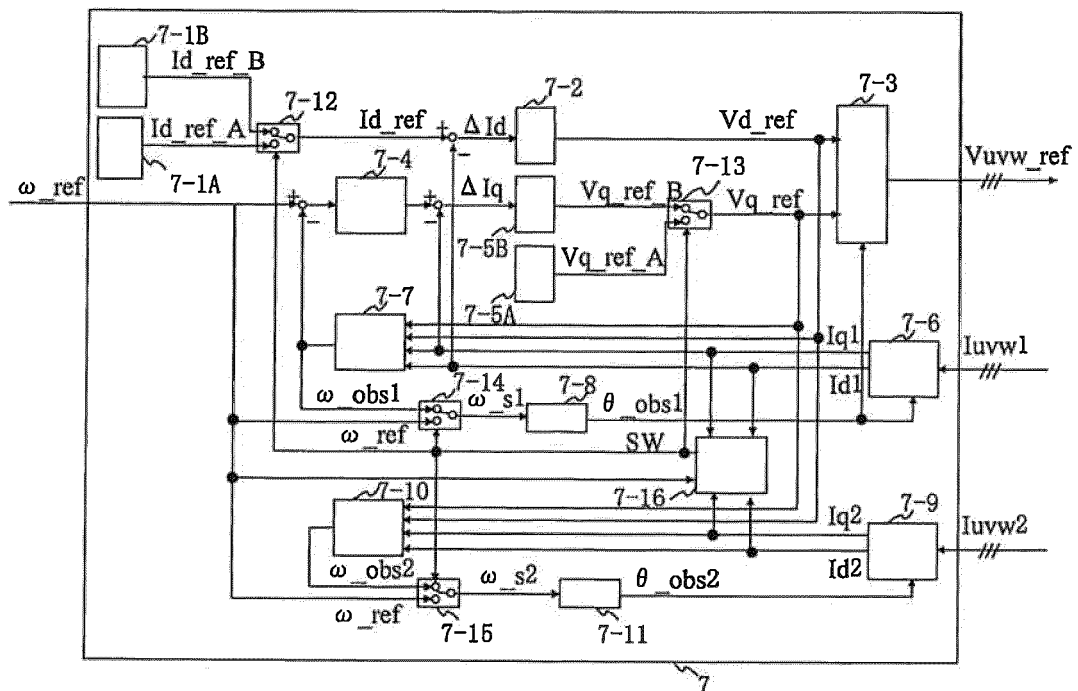 7-1B
Id_ref_B
7-12
Id_ref_A
7-1A
Id_ref
+
−
ΔId
7-2
Vd_ref
7-3
Vuvw_ref
ω_ref
+
−
7-4
+
−
ΔIq
7-5B
Vq_ref_B
7-13
Vq_ref
Vq_ref_A
7-5A
7-7
7-6
Iq1
Iuvw1
Id1
7-14
ω_obs1
ω_s1
7-8
θ_obs1
ω_ref
SW
7-16
7-10
Iq2
7-9
Iuvw2
Id2
ω_obs2
ω_s2
θ_obs2
ω_ref
7-15
7-11
7